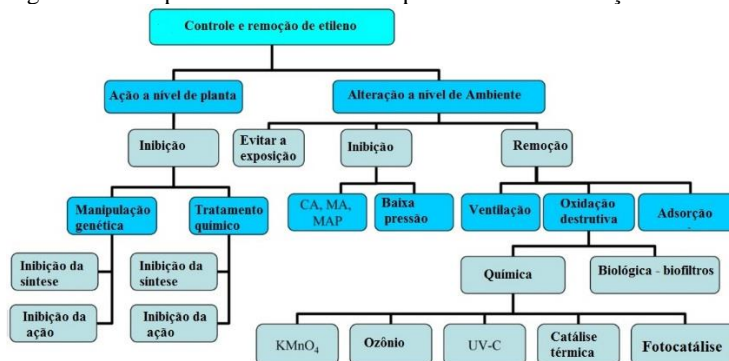 Controle e remoção de etileno
Ação a nível de planta
Alteração a nível de Ambiente
Inibição
Evitar a
exposição
Inibição
Remoção
Manipulação
genética
Tratamento
químico
CA, MA,
MAP
Baixa
pressão
Ventilação
Oxidação
destrutiva
Adsorção
Inibição da
síntese
Inibição da
síntese
Química
Biológica - biofiltros
Inibição da
ação
Inibição da
ação
KMnO₄
Ozônio
UV-C
Catálise
térmica
Fotocatálise